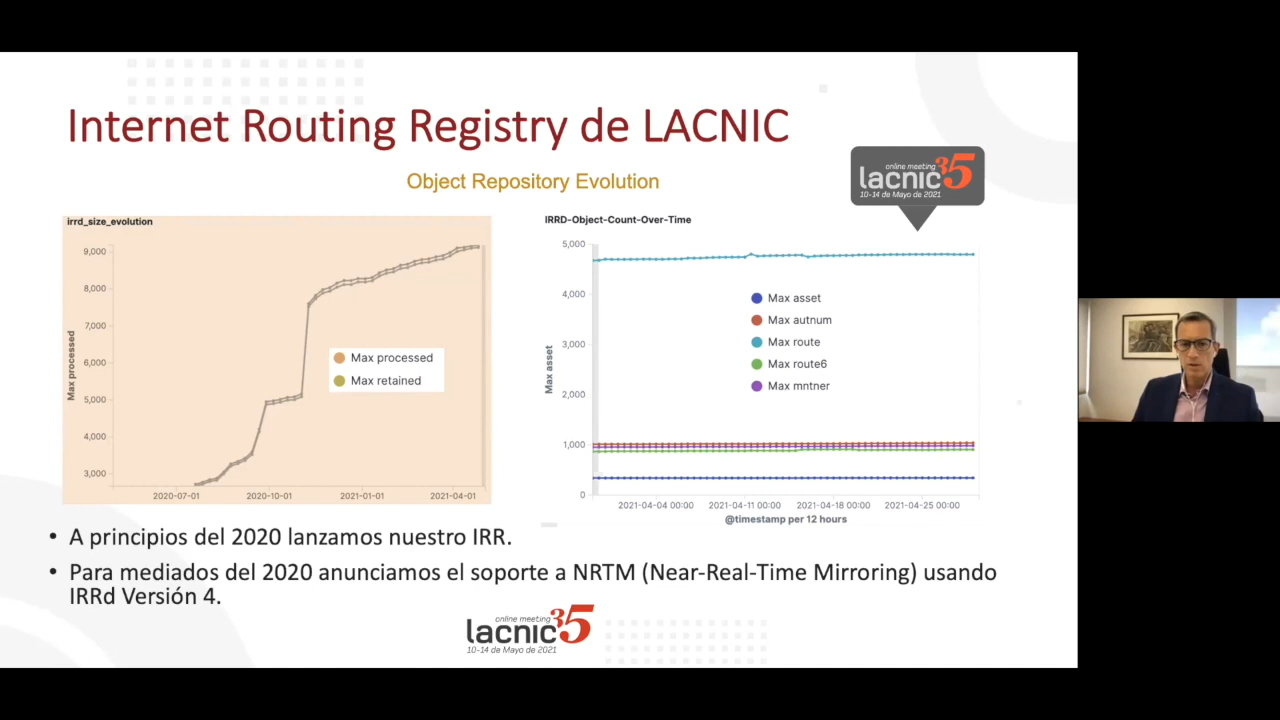 Internet Routing Registry de LACNIC
Object Repository Evolution
online meeting
lacnic35
10-14 de Mayo de 2021
irrd_size_evolution
9,000
8,000
7,000
6,000
5,000
4,000
3,000
Max processed
Max processed
Max retained
2020-07-01
2020-10-01
2021-01-01
2021-04-01
IRRD-Object-Count-Over-Time
5,000
4,000
3,000
2,000
1,000
0
Max asset
Max asset
Max autnum
Max route
Max route6
Max mntner
2021-04-04 00:00
2021-04-11 00:00
2021-04-18 00:00
2021-04-25 00:00
@timestamp per 12 hours
• A principios del 2020 lanzamos nuestro IRR.
• Para mediados del 2020 anunciamos el soporte a NRTM (Near-Real-Time Mirroring) usando
IRRd Versión 4.
online meeting
lacnic35
10-14 de Mayo de 2021